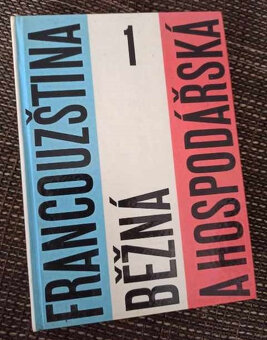 FRANCOUZŠTINA
BĚŽNÁ
1
A HOSPODÁŘSKÁ